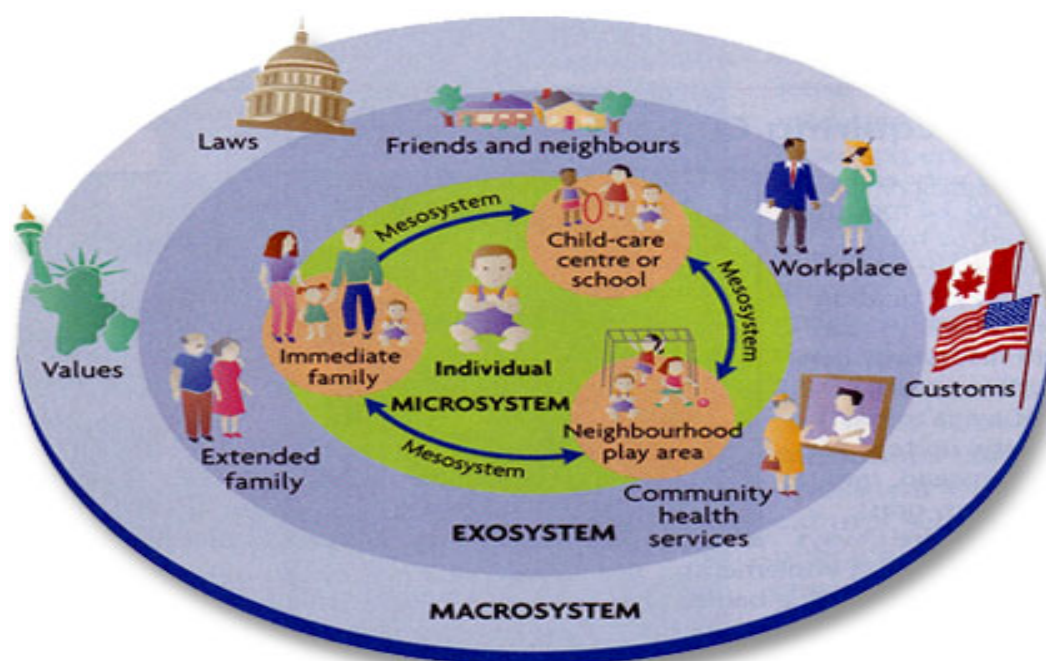 Laws
Friends and neighbours
Mesosystem
Child-care
centre or
school
Workplace
Mesosystem
Values
Immediate
family
Individual
MICROSYSTEM
Customs
Neighbourhood
play area
Mesosystem
Extended
family
Community
health
services
EXOSYSTEM
MACROSYSTEM